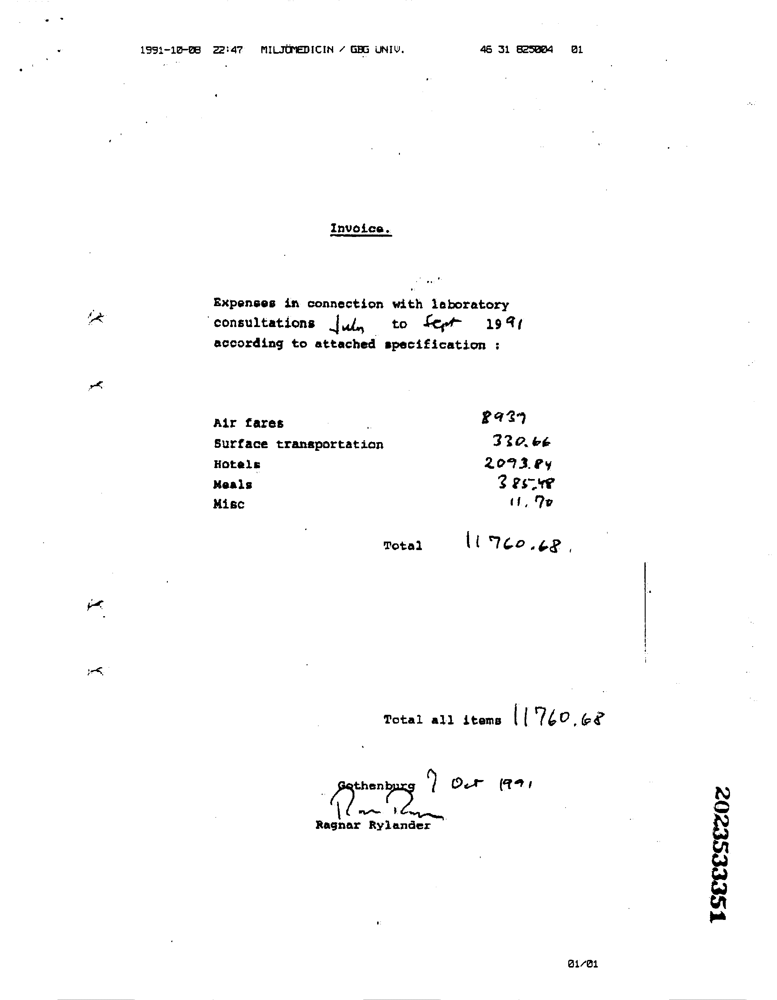 1991-10-08 22:47 MILJÖMEDICIN / GBG UNIV. 46 31 825004 01
Invoice.
Expenses in connection with laboratory
consultations July to Sept 1991
according to attached specification :
Air fares 8939
Surface transportation 330.66
Hotels 2093.84
Meals 385.48
Misc 11.70
Total 11760.68.
Total all items 11760.68
Gothenburg 7 Oct 1991
Ragnar Rylander
2023533351
01/01